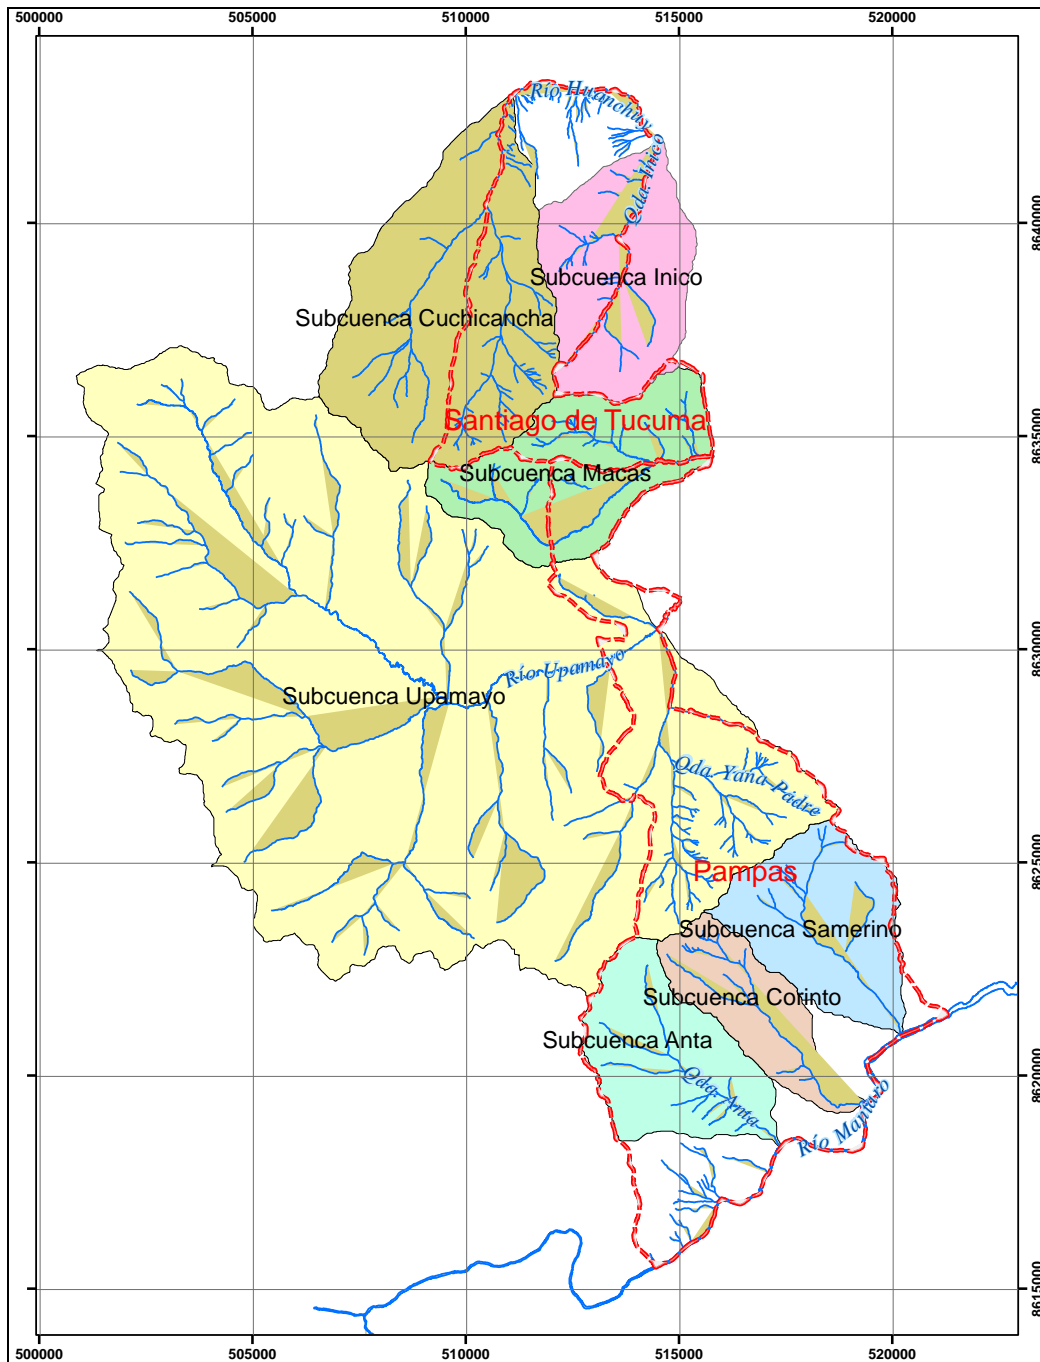 500000 505000 510000 515000 520000
Río Huanchuy
Qda. Inico
8640000
Subcuenca Inico
Subcuenca Cuchicancha
Santiago de Tucuma
8635000
Subcuenca Macas
8630000
Río Upamayo
Subcuenca Upamayo
Qda. Yana Padre
Pampas
8625000
Subcuenca Samerino
Subcuenca Corinto
Subcuenca Anta
8620000
Qda. Anta
Río Mantaro
8615000
500000 505000 510000 515000 520000